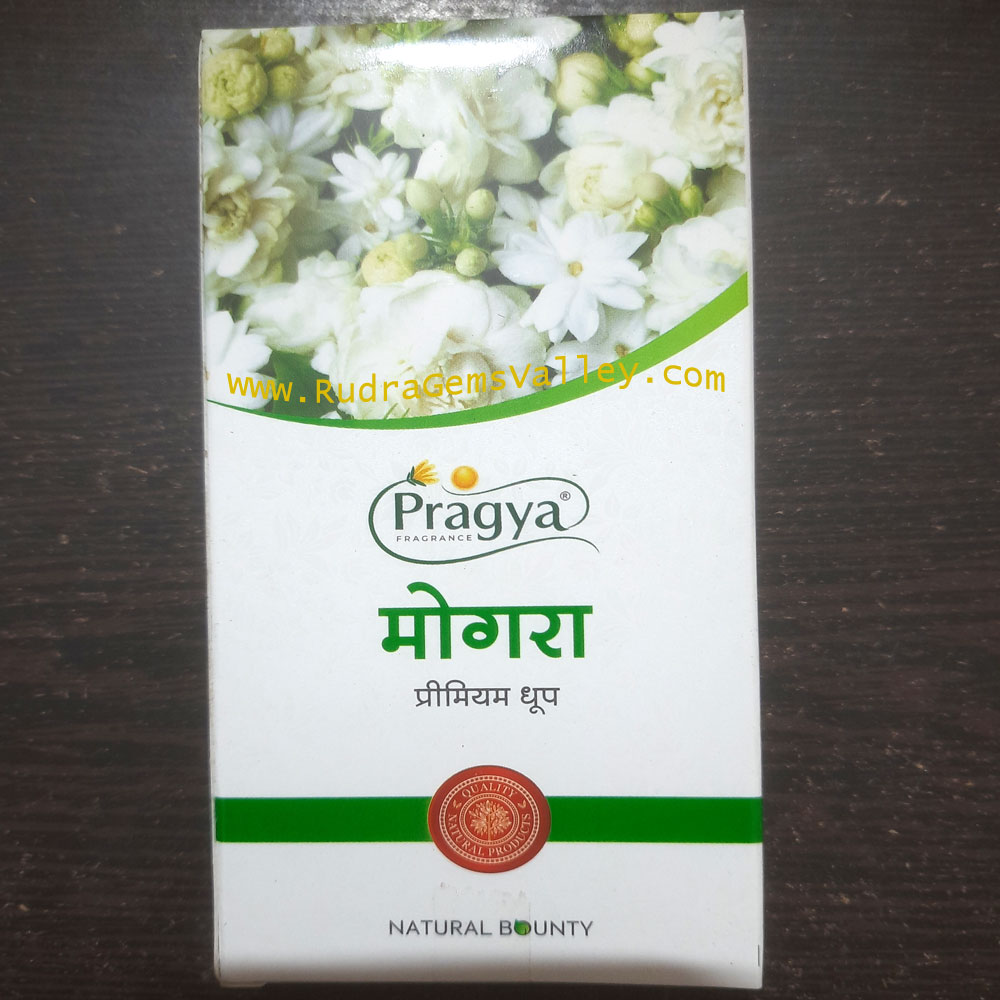 www.RudraGemsValley.com
Pragya®
FRAGRANCE
मोगरा
प्रीमियम धूप
QUALITY
NATURAL PRODUCTS
NATURAL BOUNTY